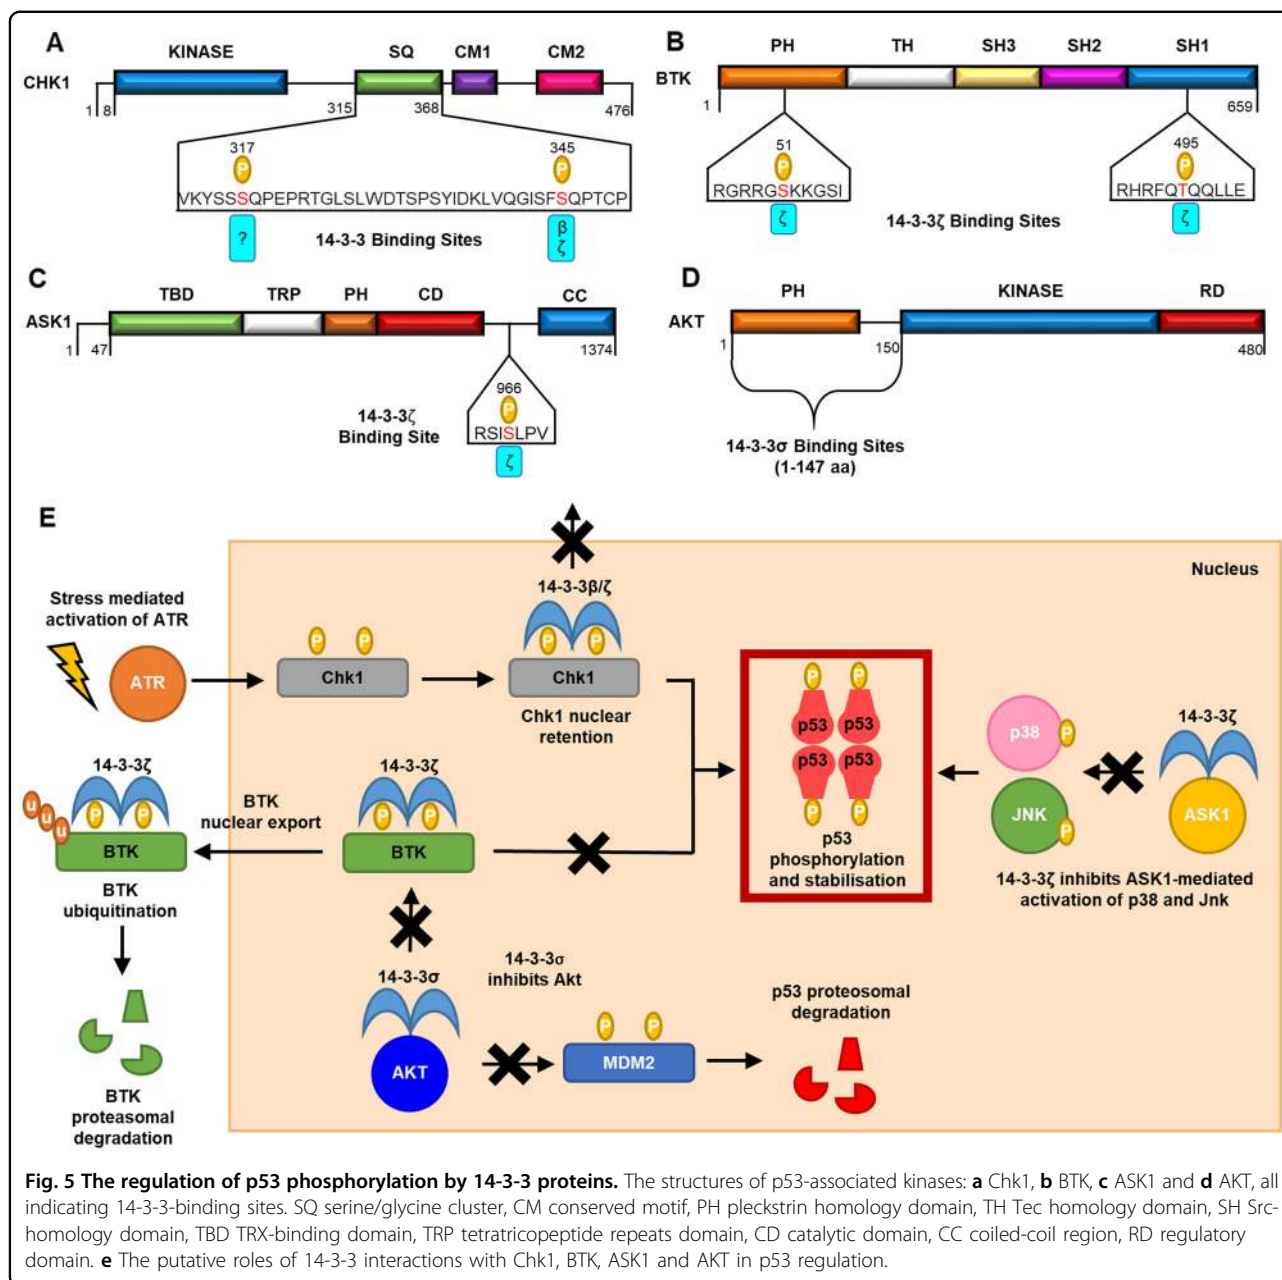 A
KINASE
SQ
CM1
CM2
CHK1
1
8
315
368
476
317
345
P
P
VKYSSSQPEPRTGLSLWDTSPSYIDKLVQGISFSQPTCP
?
14-3-3 Binding Sites
β
ζ
B
PH
TH
SH3
SH2
SH1
BTK
1
659
51
495
P
P
RGRRGSKKGSI
RHRFQTQQLLE
ζ
14-3-3ζ Binding Sites
ζ
C
TBD
TRP
PH
CD
CC
ASK1
1
47
1374
966
P
14-3-3ζ
Binding Site
RSISLPV
ζ
D
PH
KINASE
RD
AKT
1
150
480
14-3-3σ Binding Sites
(1-147 aa)
E
Nucleus
Stress mediated
activation of ATR
ATR
P
P
Chk1
14-3-3β/ζ
P
P
Chk1
Chk1 nuclear
retention
14-3-3ζ
u
u
u
P
P
BTK
BTK
ubiquitination
BTK
nuclear export
14-3-3ζ
P
P
BTK
P
P
p53
p53
p53
p53
P
P
p53
phosphorylation
and stabilisation
p38
P
JNK
P
14-3-3ζ
ASK1
14-3-3ζ inhibits ASK1-mediated
activation of p38 and Jnk
BTK
proteasomal
degradation
14-3-3σ
AKT
14-3-3σ
inhibits Akt
P
P
MDM2
p53 proteosomal
degradation
Fig. 5 The regulation of p53 phosphorylation by 14-3-3 proteins. The structures of p53-associated kinases: a Chk1, b BTK, c ASK1 and d AKT, all
indicating 14-3-3-binding sites. SQ serine/glycine cluster, CM conserved motif, PH pleckstrin homology domain, TH Tec homology domain, SH Src-
homology domain, TBD TRX-binding domain, TRP tetratricopeptide repeats domain, CD catalytic domain, CC coiled-coil region, RD regulatory
domain. e The putative roles of 14-3-3 interactions with Chk1, BTK, ASK1 and AKT in p53 regulation.